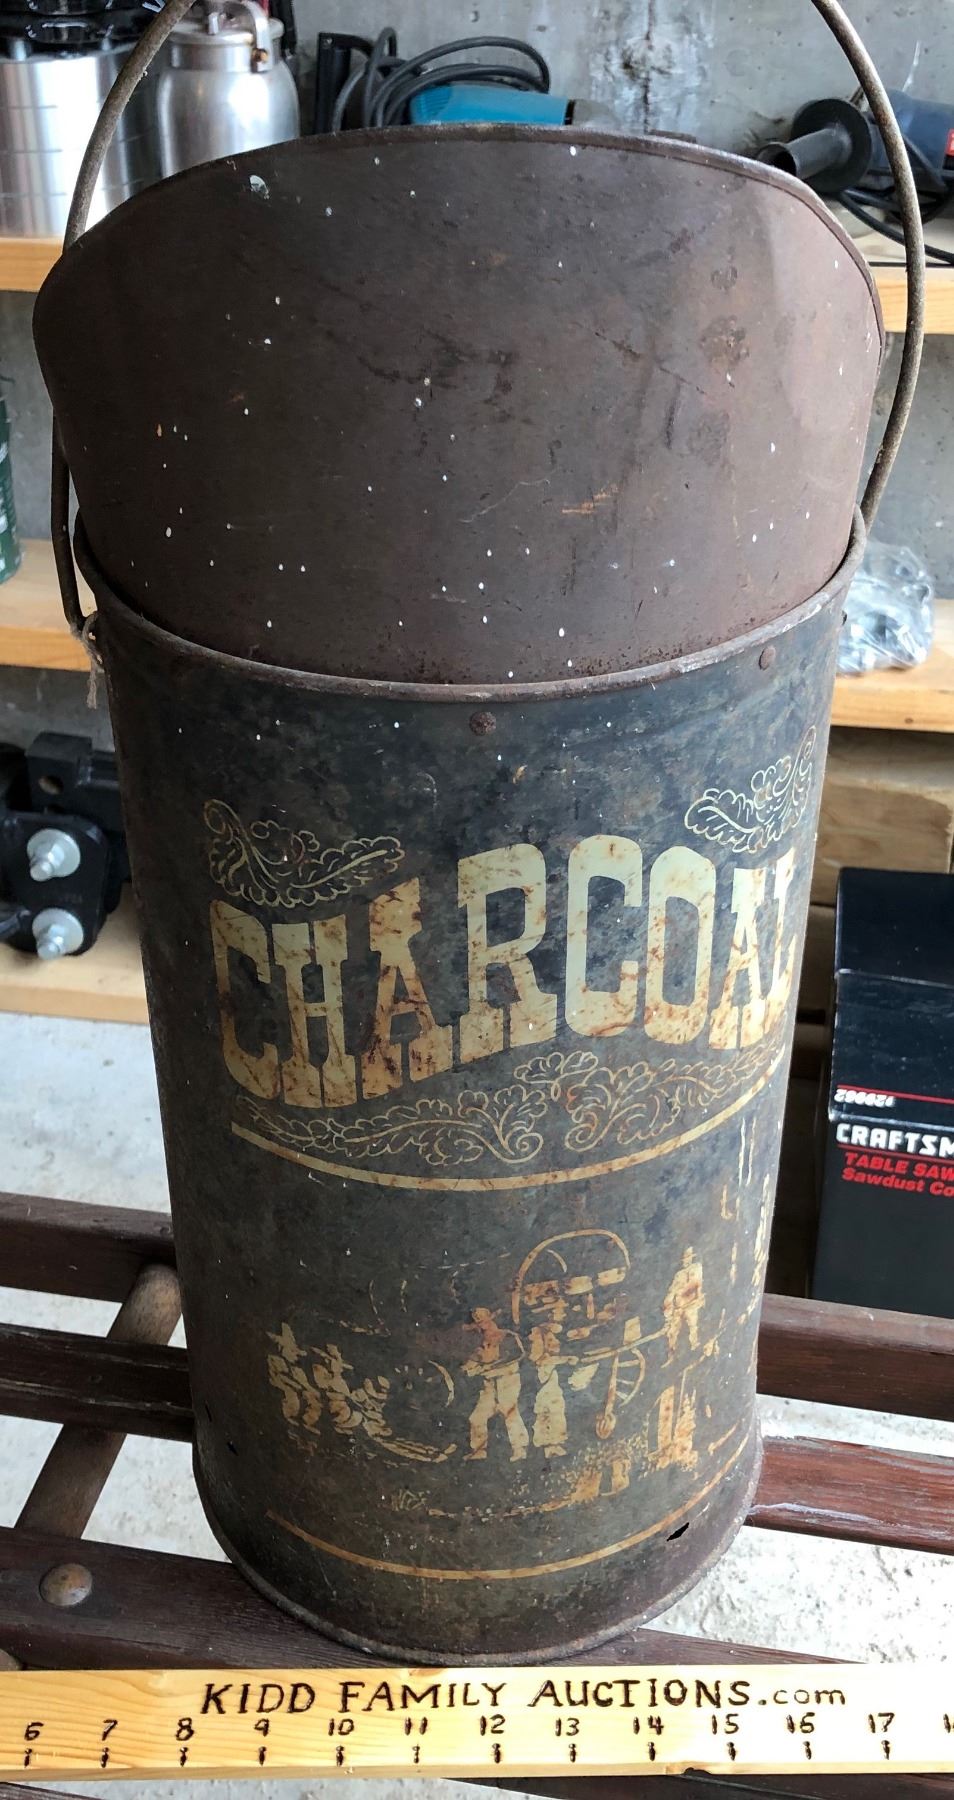 CHARCOAL
CRAFTSM
TABLE SAW
Sawdust Co
KIDD FAMILY AUCTIONS.com
6 7 8 9 10 11 12 13 14 15 16 17